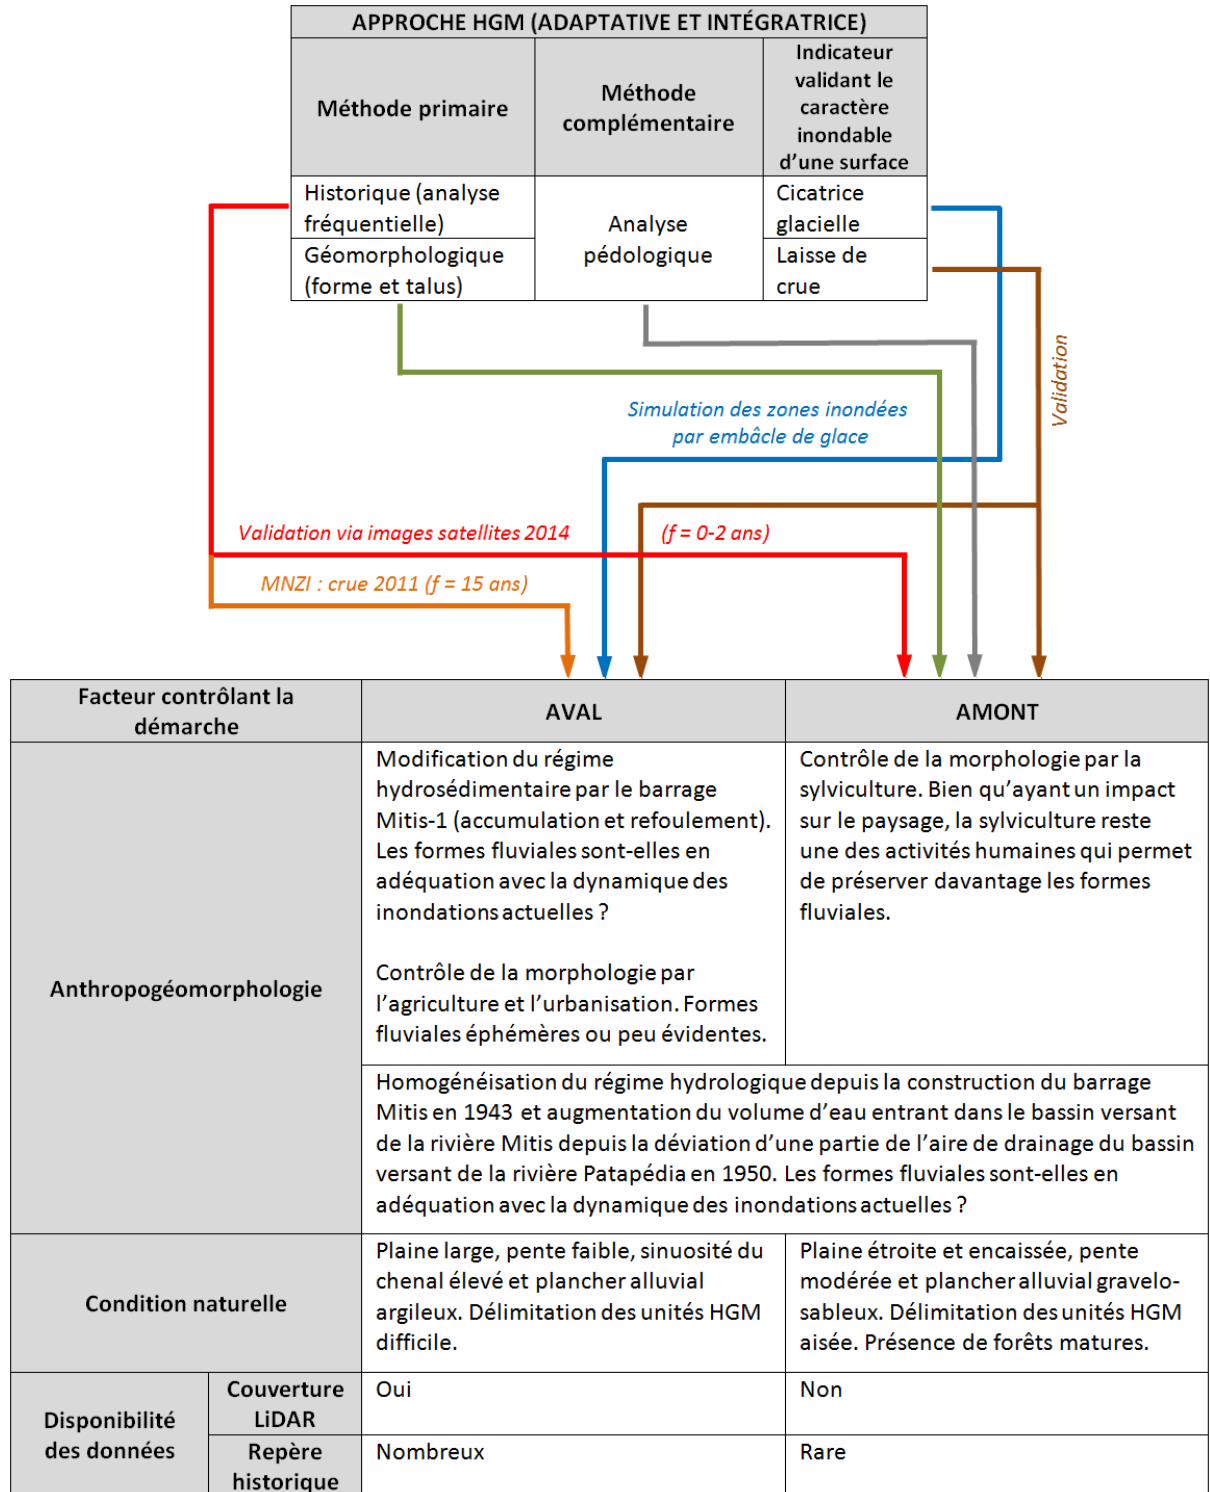 APPROCHE HGM (ADAPTATIVE ET INTÉGRATRICE)
Méthode primaire
Méthode
complémentaire
Indicateur
validant le
caractère
inondable
d’une surface
Historique (analyse
fréquentielle)
Géomorphologique
(forme et talus)
Analyse
pédologique
Cicatrice
glacielle
Laisse de
crue
Validation
Simulation des zones inondées
par embâcle de glace
Validation via images satellites 2014 (f = 0-2 ans)
MNZI : crue 2011 (f = 15 ans)
Facteur contrôlant la
démarche
AVAL
AMONT
Anthropogéomorphologie
Modification du régime
hydrosédimentaire par le barrage
Mitis-1 (accumulation et refoulement).
Les formes fluviales sont-elles en
adéquation avec la dynamique des
inondations actuelles ?
Contrôle de la morphologie par
l’agriculture et l’urbanisation. Formes
fluviales éphémères ou peu évidentes.
Contrôle de la morphologie par la
sylviculture. Bien qu’ayant un impact
sur le paysage, la sylviculture reste
une des activités humaines qui permet
de préserver davantage les formes
fluviales.
Homogénéisation du régime hydrologique depuis la construction du barrage
Mitis en 1943 et augmentation du volume d’eau entrant dans le bassin versant
de la rivière Mitis depuis la déviation d’une partie de l’aire de drainage du bassin
versant de la rivière Patapédia en 1950. Les formes fluviales sont-elles en
adéquation avec la dynamique des inondations actuelles ?
Condition naturelle
Plaine large, pente faible, sinuosité du
chenal élevé et plancher alluvial
argileux. Délimitation des unités HGM
difficile.
Plaine étroite et encaissée, pente
modérée et plancher alluvial gravelo-
sableux. Délimitation des unités HGM
aisée. Présence de forêts matures.
Disponibilité
des données
Couverture
LiDAR
Oui
Non
Repère
historique
Nombreux
Rare